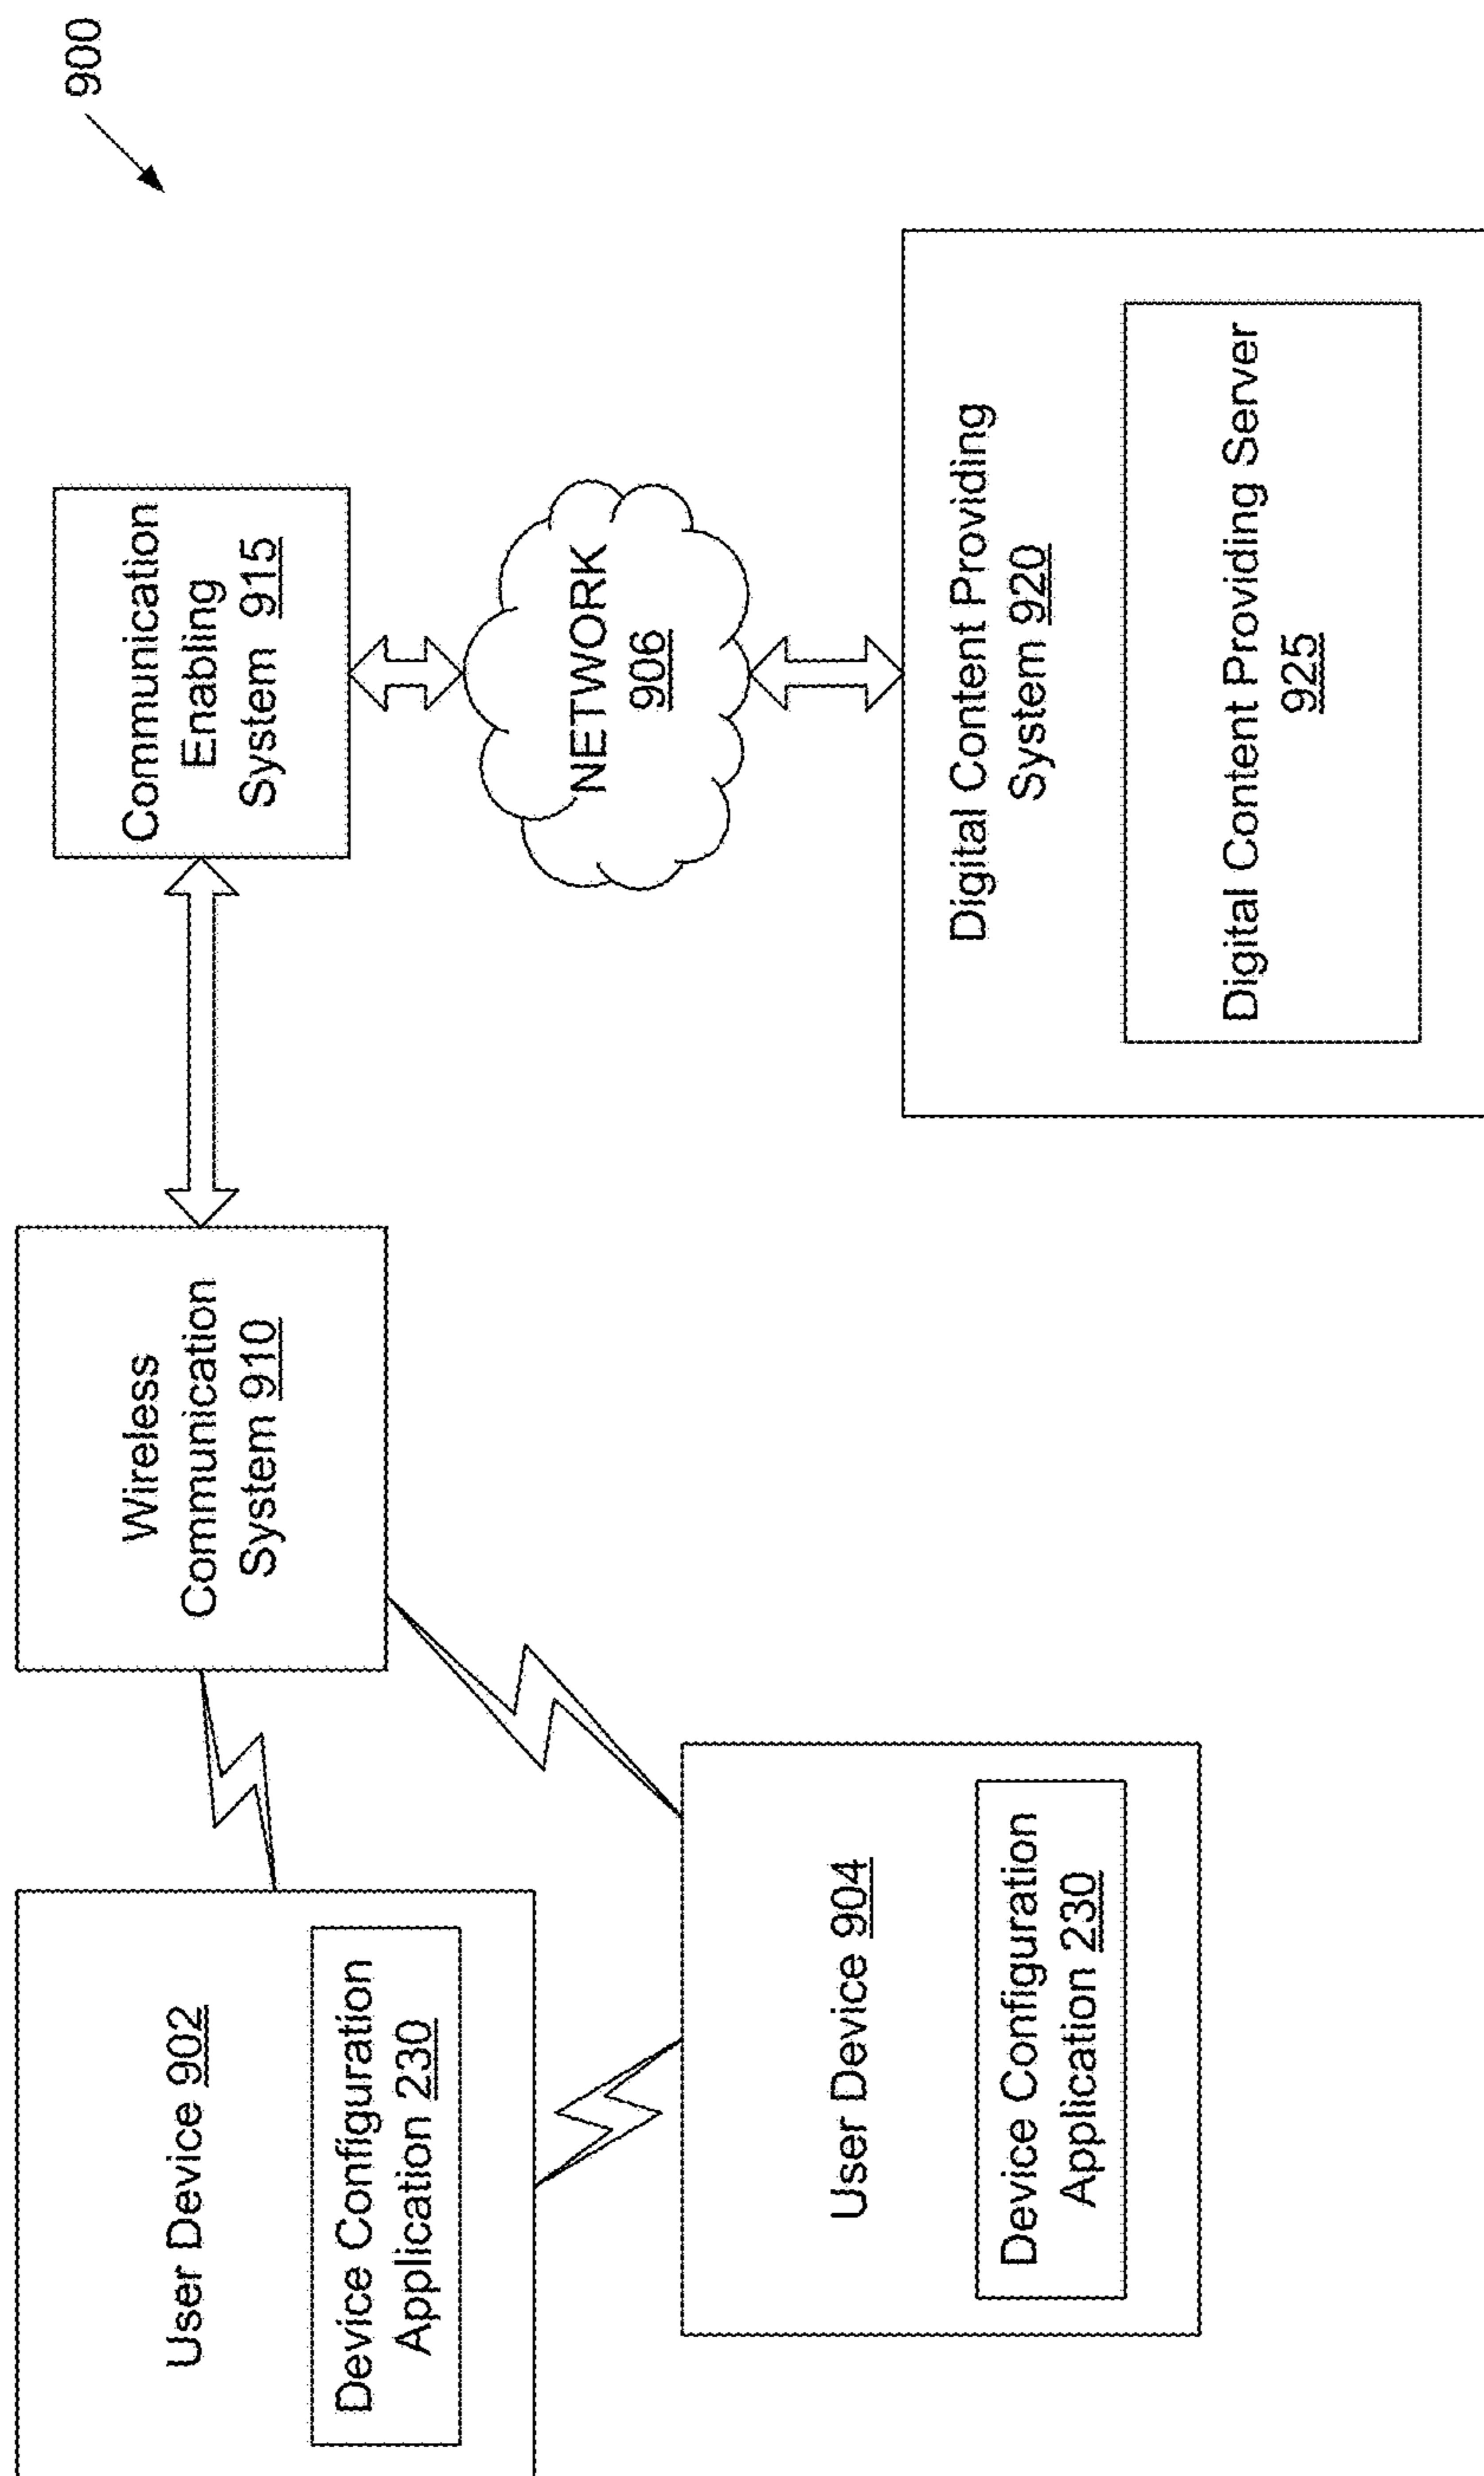 900
User Device 902
Device Configuration
Application 230
Wireless
Communication
System 910
Communication
Enabling
System 915
User Device 904
Device Configuration
Application 230
NETWORK
906
Digital Content Providing
System 920
Digital Content Providing Server
925